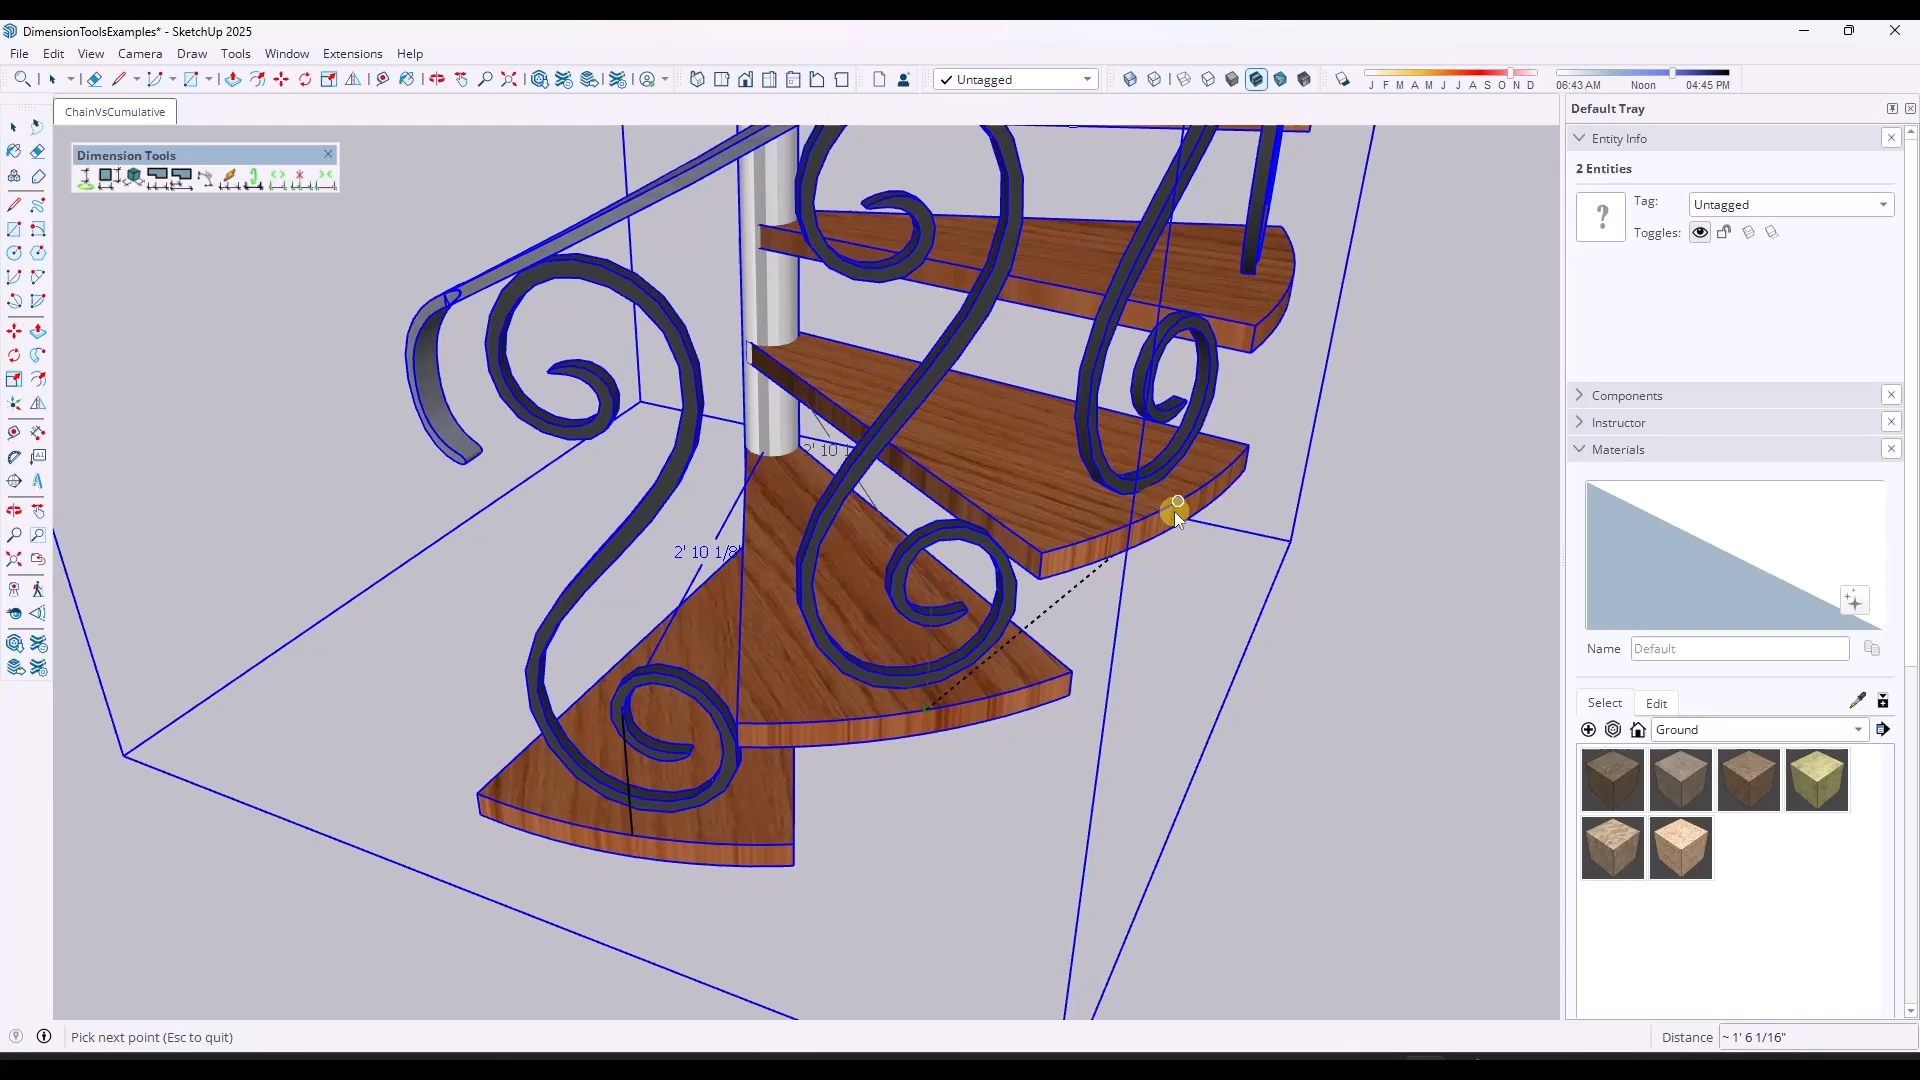 DimensionToolsExamples* - SketchUp 2025
File Edit View Camera Draw Tools Window Extensions Help
Untagged
J F M A M J J A S O N D
06:43 AM Noon 04:45 PM
ChainVsCumulative
Default Tray
Dimension Tools
Entity Info
2 Entities
Tag: Untagged
Toggles:
Components
Instructor
Materials
2' 10 1
2' 10 1/8"
Name Default
Select Edit
Ground
Pick next point (Esc to quit)
Distance ~ 1' 6 1/16"